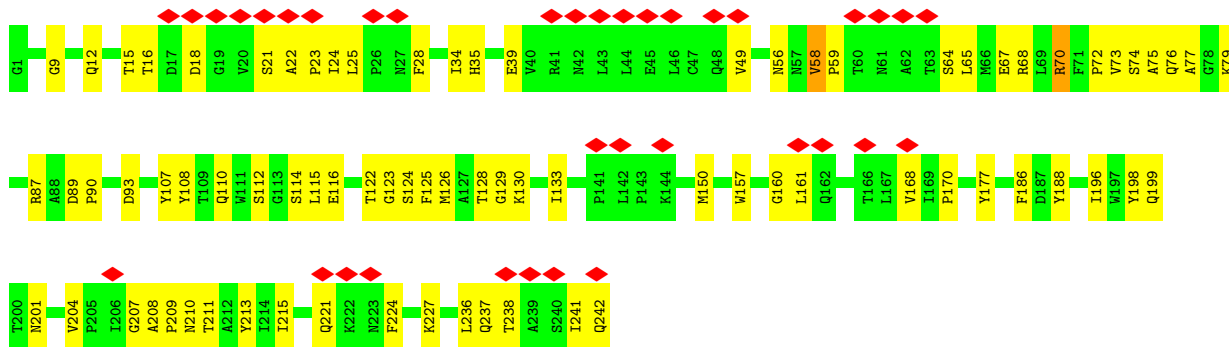 G1 G9 Q12 T15 T16 D17 D18 G19 V20 S21 A22 P23 I24 L25 P26 N27 F28 I34 H35 E39 V40 R41 N42 L43 L44 E45 L46 C47 Q48 V49 N56 N57 V58 P59 T60 N61 A62 T63 S64 L65 M66 E67 R68 L69 R70 F71 P72 V73 S74 A75 Q76 A77 G78 K79
R87 A88 D89 P90 D93 Y107 Y108 T109 Q110 W111 S112 G113 S114 L115 E116 T122 G123 S124 F125 M126 A127 T128 G129 K130 I133 P141 L142 P143 K144 M150 W157 G160 L161 Q162 T166 L167 V168 I169 P170 Y177 F186 D187 Y188 I196 W197 Y198 Q199
T200 N201 V204 P205 I206 G207 A208 P209 N210 T211 A212 Y213 I214 I215 Q221 K222 N223 F224 K227 L236 Q237 T238 A239 S240 I241 Q242